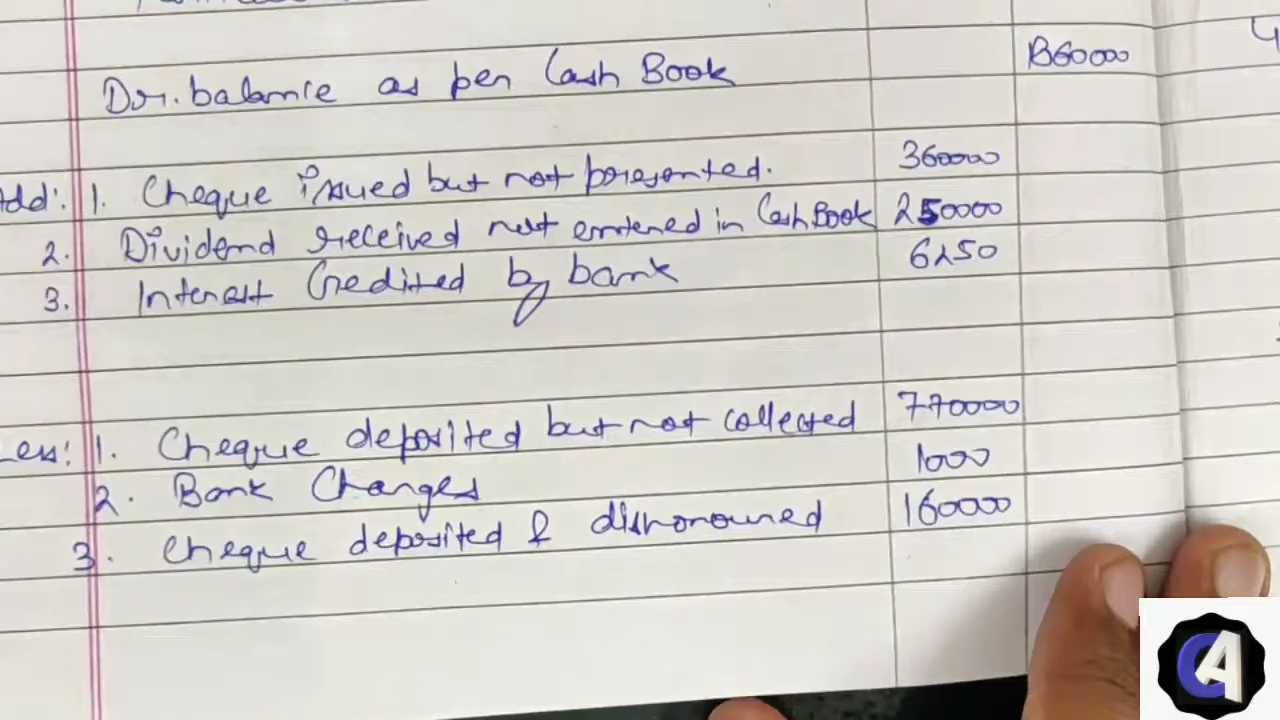 Dr. balance as per Cash Book 1360000
Add: 1. Cheque issued but not presented. 360000
2. Dividend received not entered in Cash Book 250000
3. Interest Credited by bank 6250
Less: 1. Cheque deposited but not collected 770000
2. Bank Charges 1000
3. Cheque deposited & dishonoured 160000
CA